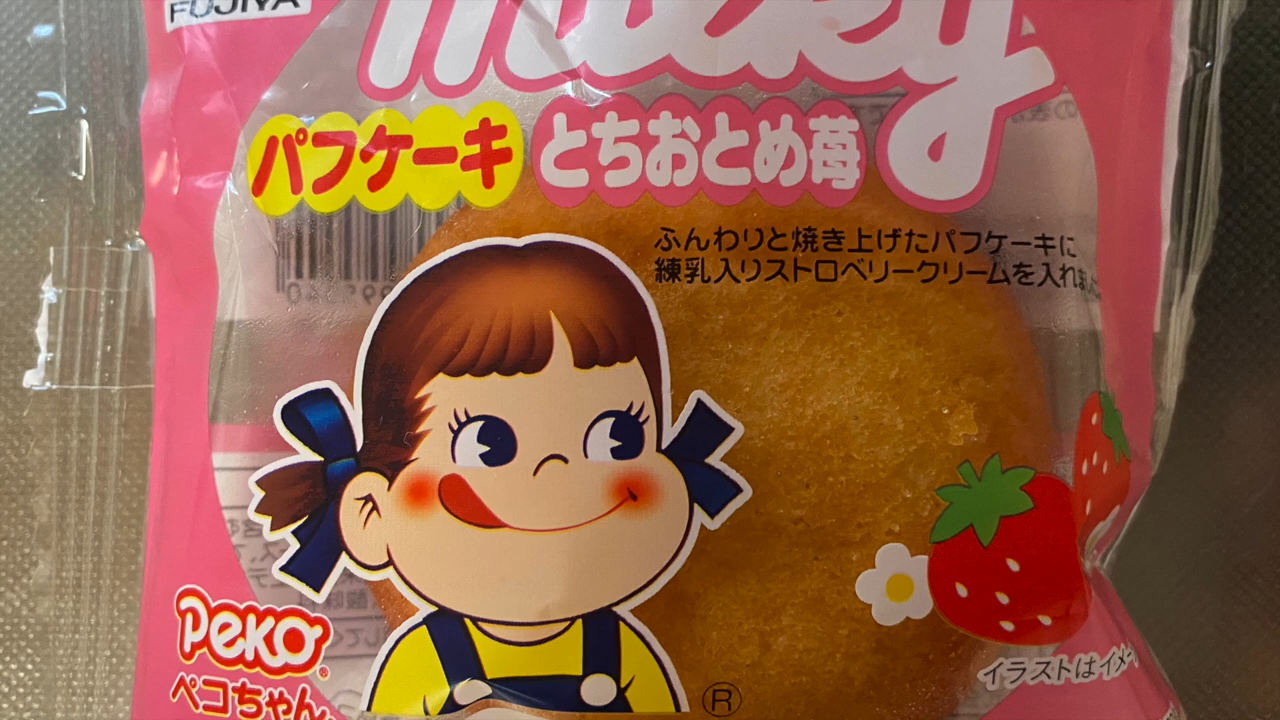 FUJIYA
milky
パフケーキ とちおとめ苺
ふんわりと焼き上げたパフケーキに
練乳入りストロベリークリームを入れまし
PEKO
ペコちゃん
®
イラストはイメー